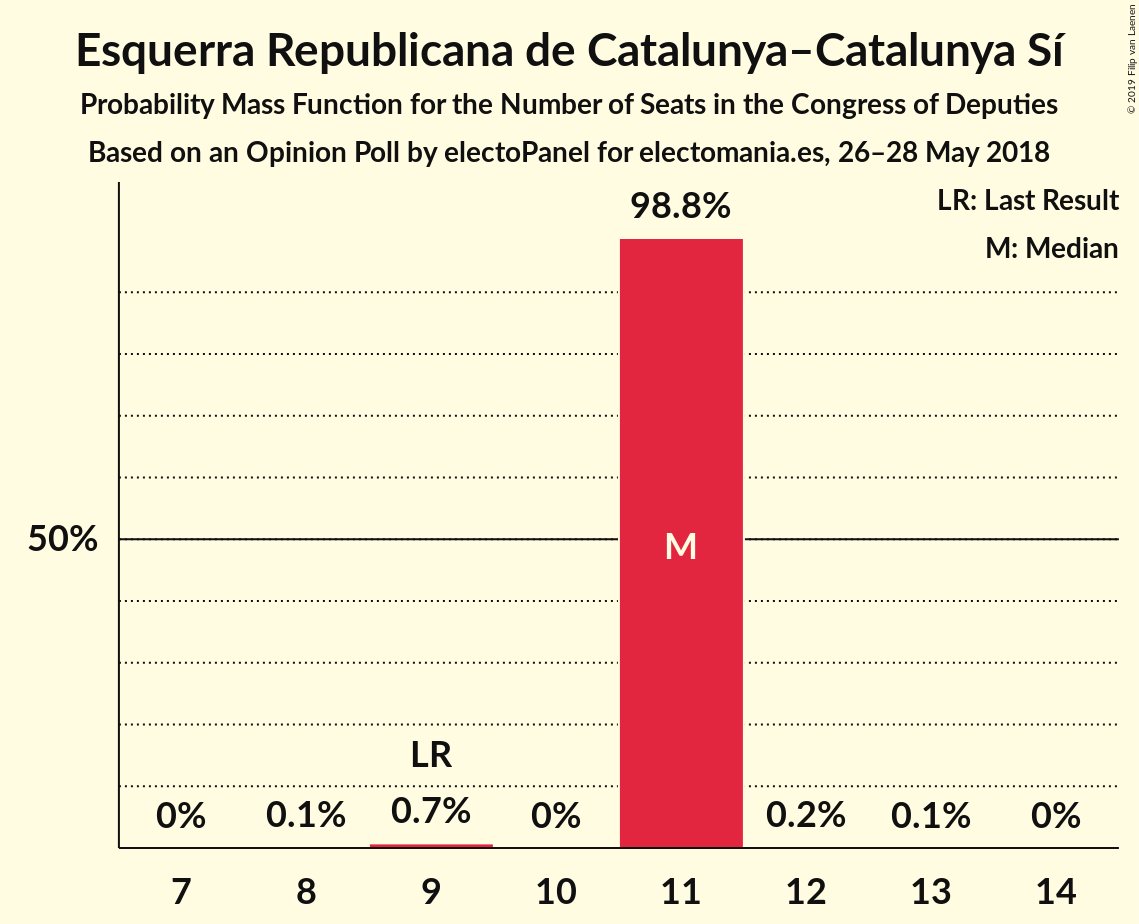 Esquerra Republicana de Catalunya–Catalunya Sí
Probability Mass Function for the Number of Seats in the Congress of Deputies
Based on an Opinion Poll by electoPanel for electomania.es, 26–28 May 2018
© 2019 Filip van Laenen
LR: Last Result
M: Median
98.8%
50%
M
LR
0% 0.1% 0.7% 0% 0.2% 0.1% 0%
7 8 9 10 11 12 13 14